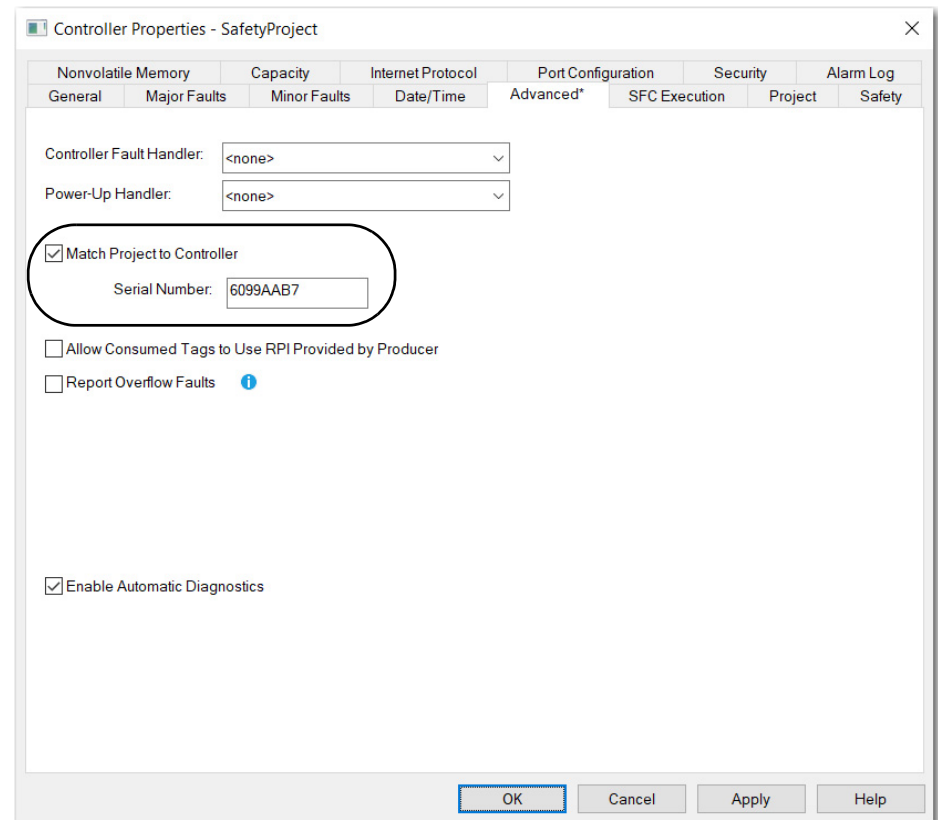 Controller Properties - SafetyProject
Nonvolatile Memory Capacity Internet Protocol Port Configuration Security Alarm Log
General Major Faults Minor Faults Date/Time Advanced* SFC Execution Project Safety
Controller Fault Handler: <none>
Power-Up Handler: <none>
Match Project to Controller
Serial Number: 6099AAB7
Allow Consumed Tags to Use RPI Provided by Producer
Report Overflow Faults i
Enable Automatic Diagnostics
OK Cancel Apply Help